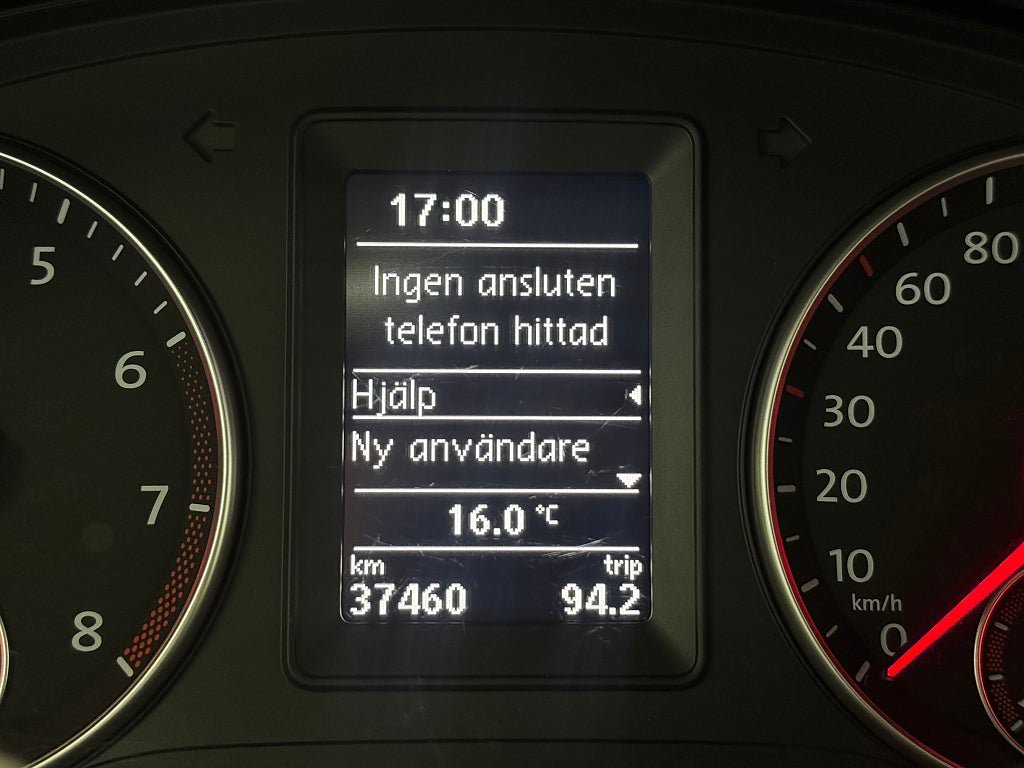 17:00
Ingen ansluten
telefon hittad
Hjälp
Ny användare
16.0 °C
km trip
37460 94.2
5
6
7
8
80
60
40
30
20
10
km/h
0